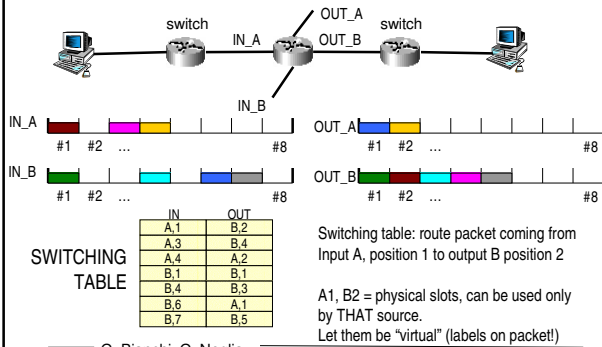 OUT_A
switch
switch
IN_A
OUT_B
IN_B
IN_A
#1 #2 ... #8
OUT_A
#1 #2 ... #8
IN_B
#1 #2 ... #8
OUT_B
#1 #2 ... #8
SWITCHING
TABLE
IN OUT
A,1 B,2
A,3 B,4
A,4 A,2
B,1 B,1
B,4 B,3
B,6 A,1
B,7 B,5
Switching table: route packet coming from
Input A, position 1 to output B position 2
A1, B2 = physical slots, can be used only
by THAT source.
Let them be “virtual” (labels on packet!)